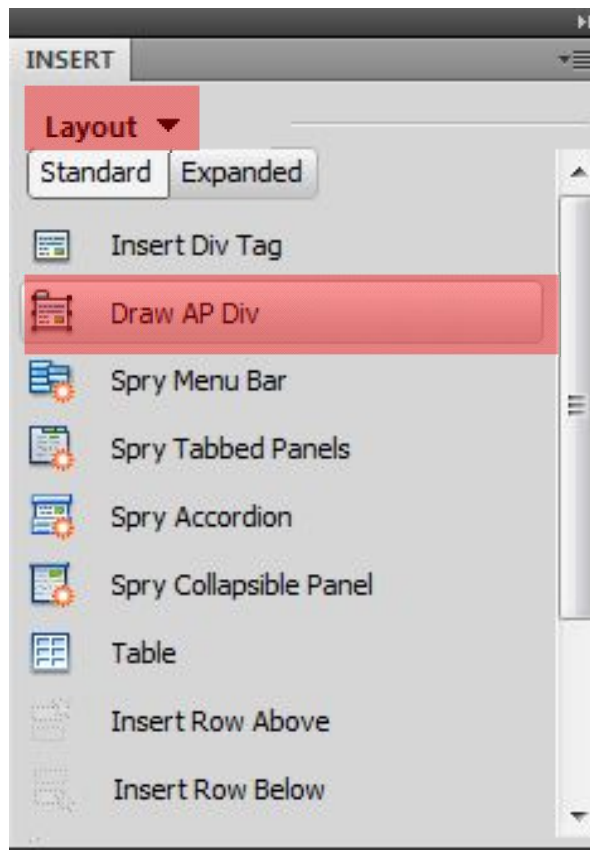 INSERT
Layout
Standard Expanded
Insert Div Tag
Draw AP Div
Spry Menu Bar
Spry Tabbed Panels
Spry Accordion
Spry Collapsible Panel
Table
Insert Row Above
Insert Row Below